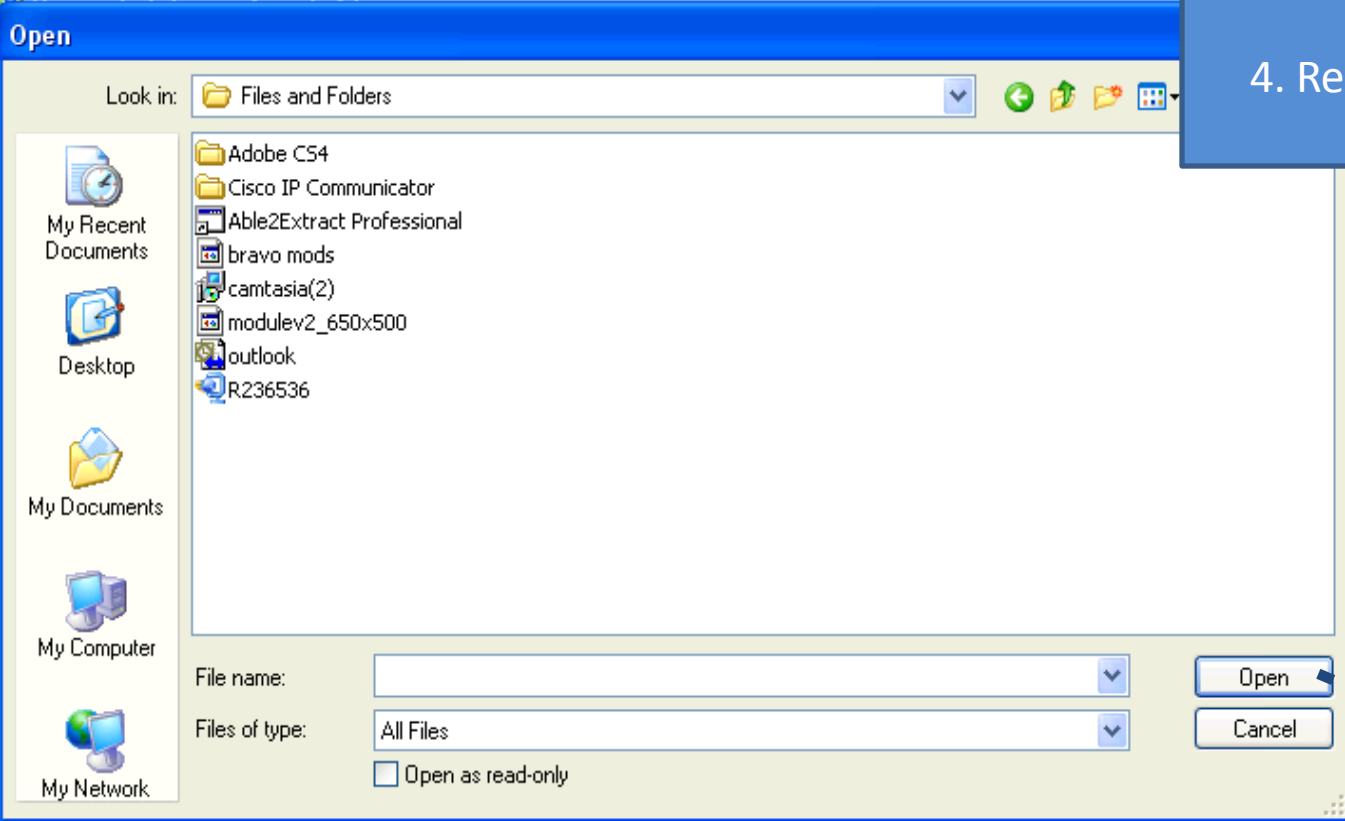 Open
4. Re
Look in:
Files and Folders
My Recent
Documents
Desktop
My Documents
My Computer
My Network
Adobe CS4
Cisco IP Communicator
Able2Extract Professional
bravo mods
camtasia(2)
modulev2_650x500
outlook
R236536
File name:
Open
Files of type:
All Files
Cancel
Open as read-only